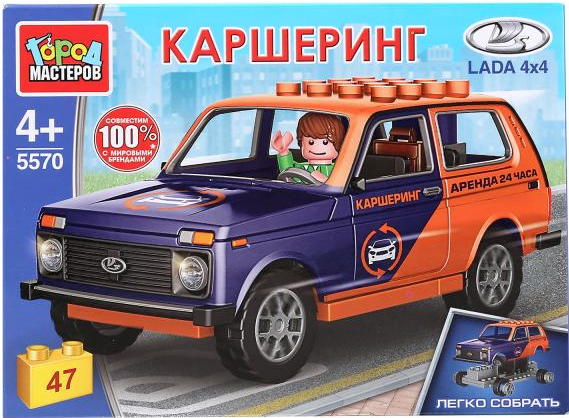 ГОРОД
МАСТЕРОВ
КАРШЕРИНГ
LADA 4x4
4+
5570
СОВМЕСТИМ
100%
С МИРОВЫМИ
БРЕНДАМИ
КАРШЕРИНГ
АРЕНДА 24 ЧАСА
47
ЛЕГКО СОБРАТЬ